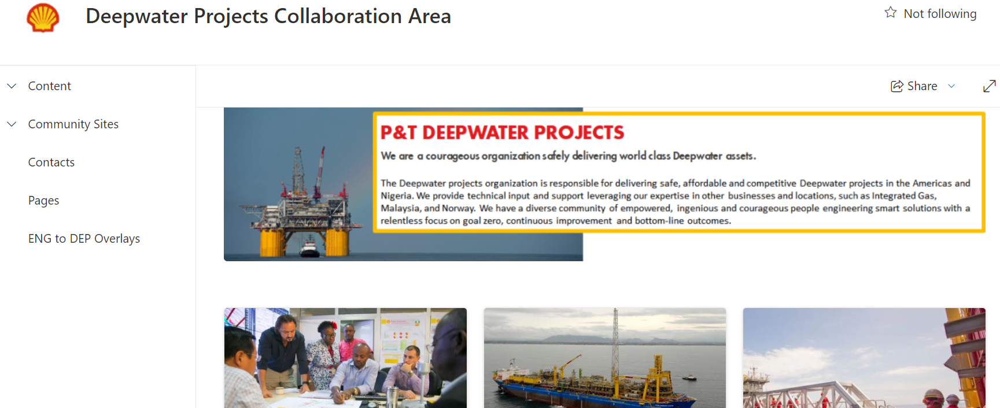 Deepwater Projects Collaboration Area
Not following
Content
Community Sites
Contacts
Pages
ENG to DEP Overlays
Share
P&T DEEPWATER PROJECTS
We are a courageous organization safely delivering world class Deepwater assets.
The Deepwater projects organization is responsible for delivering safe, affordable and competitive Deepwater projects in the Americas and
Nigeria. We provide technical input and support leveraging our expertise in other businesses and locations, such as Integrated Gas,
Malaysia, and Norway. We have a diverse community of empowered, ingenious and courageous people engineering smart solutions with a
relentless focus on goal zero, continuous improvement and bottom-line outcomes.